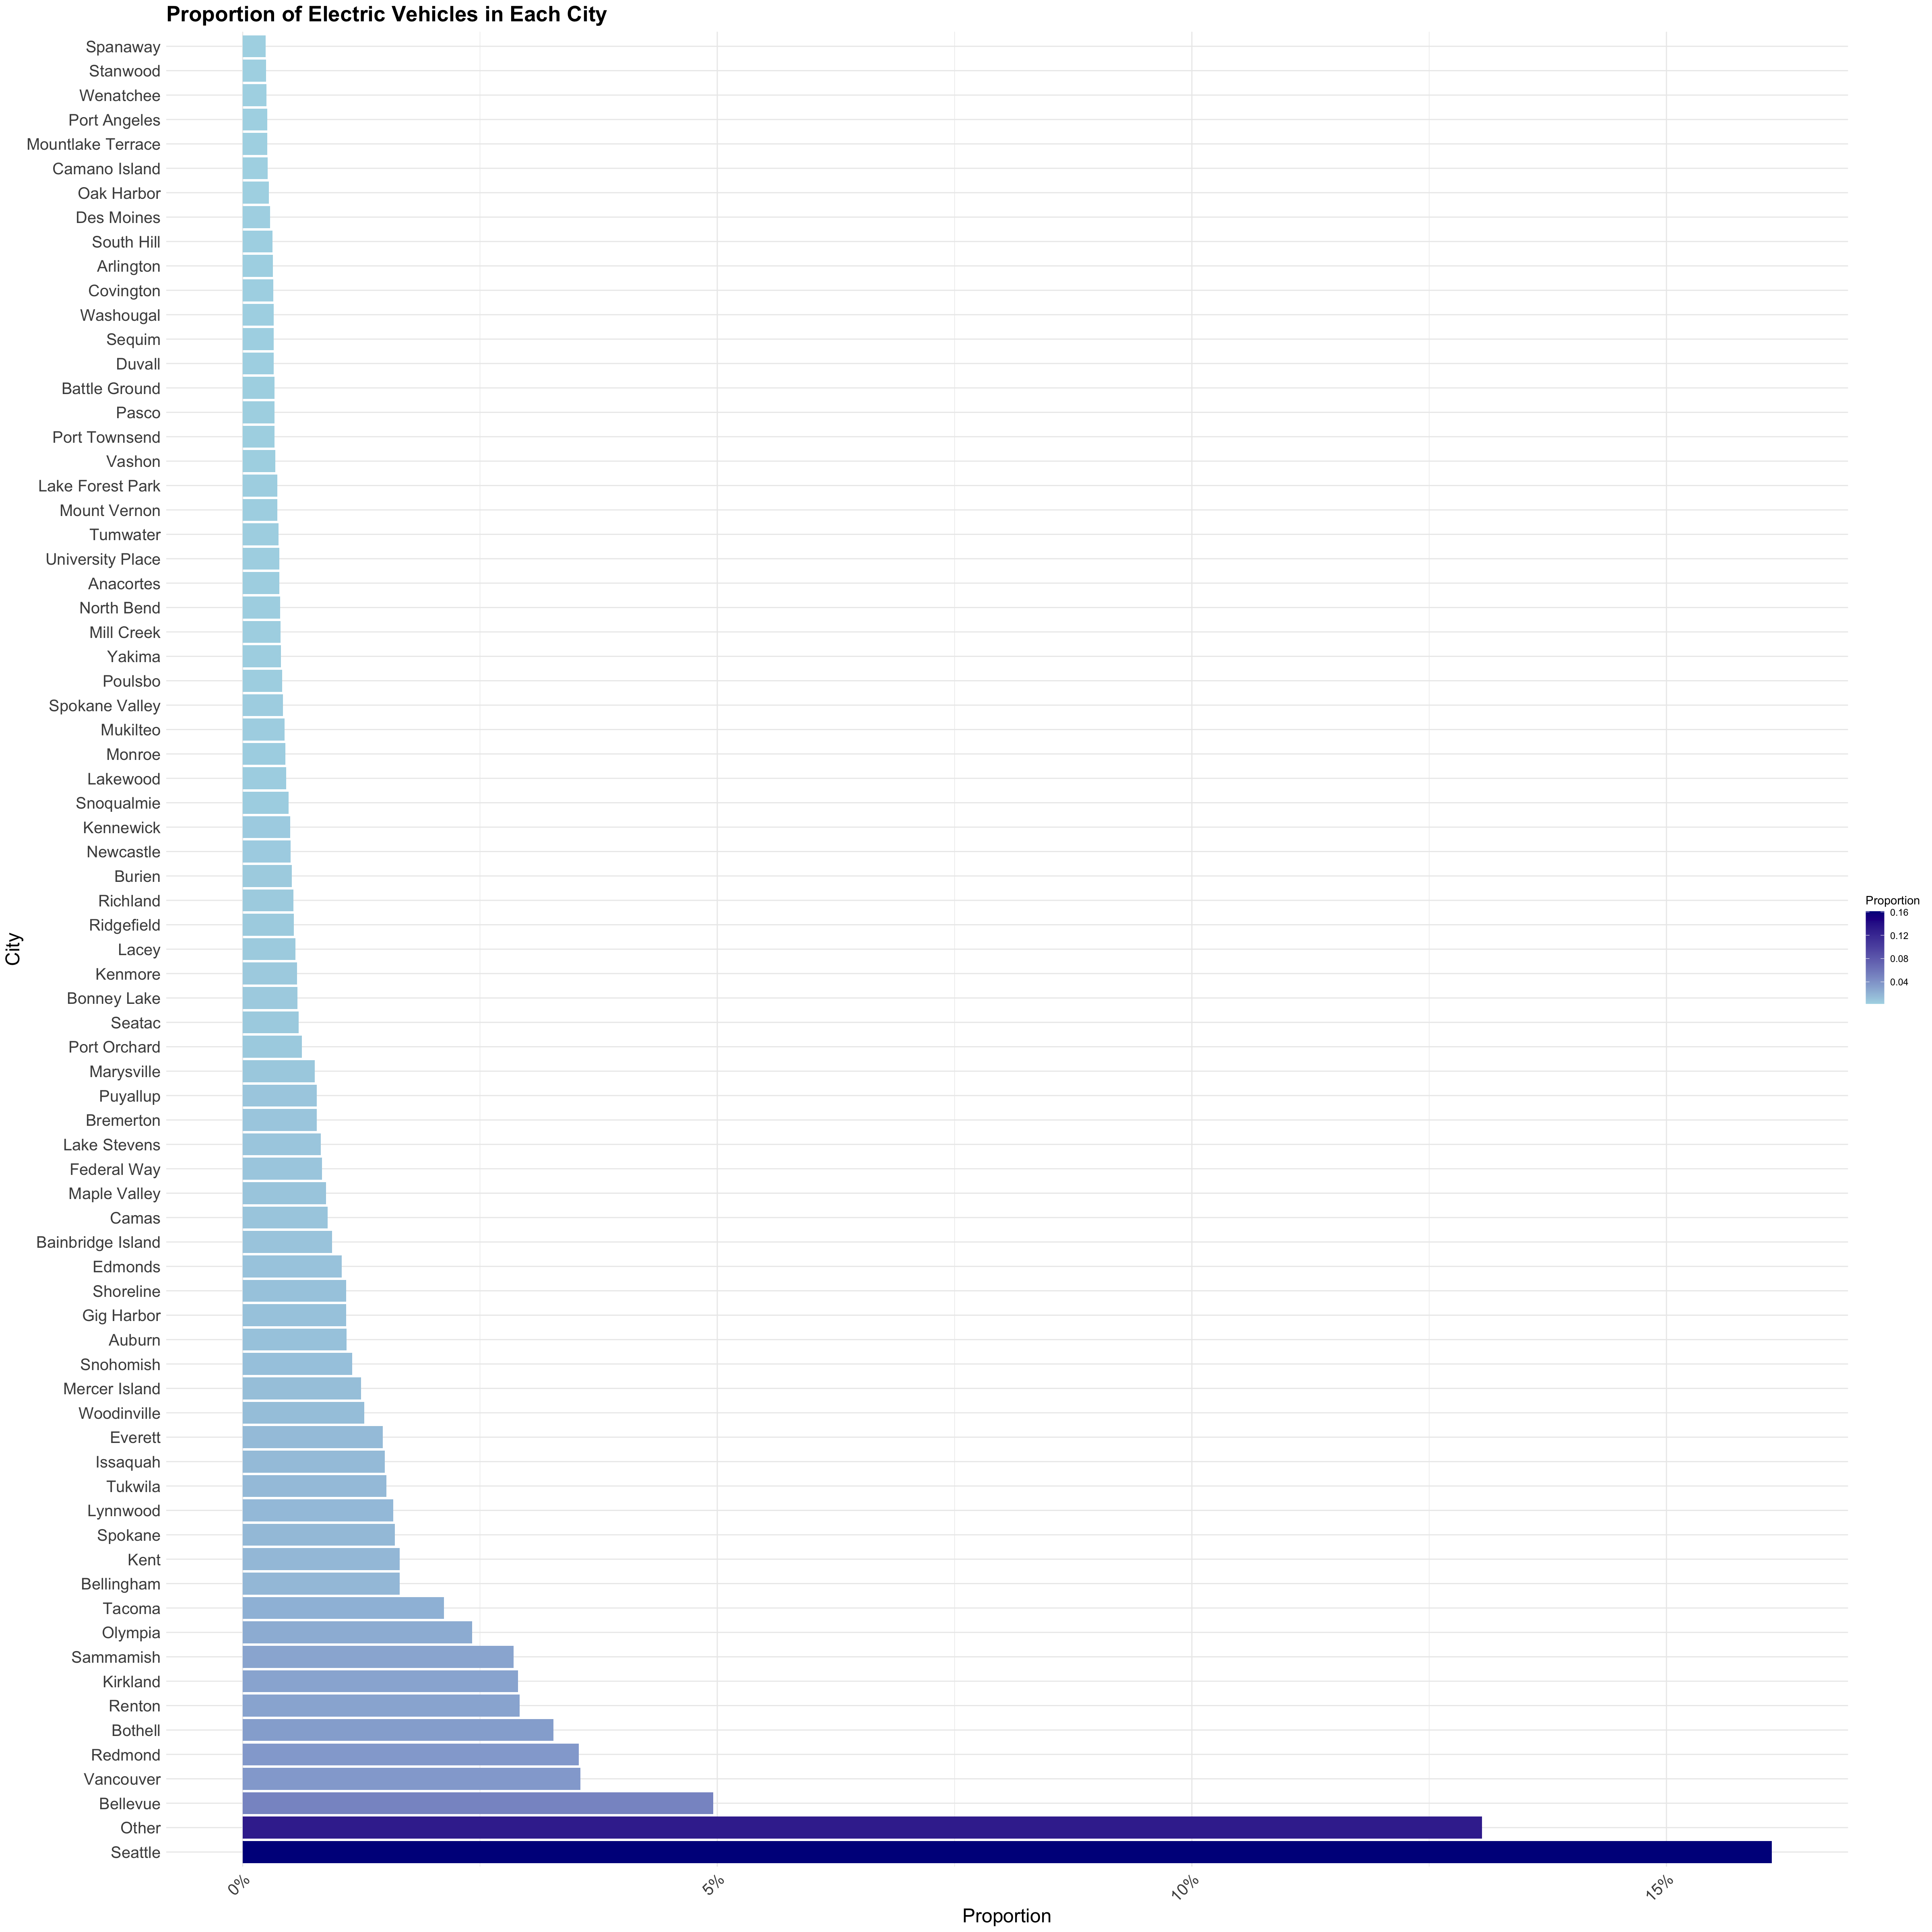 Proportion of Electric Vehicles in Each City
Spanaway
Stanwood
Wenatchee
Port Angeles
Mountlake Terrace
Camano Island
Oak Harbor
Des Moines
South Hill
Arlington
Covington
Washougal
Sequim
Duvall
Battle Ground
Pasco
Port Townsend
Vashon
Lake Forest Park
Mount Vernon
Tumwater
University Place
Anacortes
North Bend
Mill Creek
Yakima
Poulsbo
Spokane Valley
Mukilteo
Monroe
Lakewood
Snoqualmie
Kennewick
Newcastle
Burien
Richland
Ridgefield
Lacey
Kenmore
Bonney Lake
Seatac
Port Orchard
Marysville
Puyallup
Bremerton
Lake Stevens
Federal Way
Maple Valley
Camas
Bainbridge Island
Edmonds
Shoreline
Gig Harbor
Auburn
Snohomish
Mercer Island
Woodinville
Everett
Issaquah
Tukwila
Lynnwood
Spokane
Kent
Bellingham
Tacoma
Olympia
Sammamish
Kirkland
Renton
Bothell
Redmond
Vancouver
Bellevue
Other
Seattle
City
0%
5%
10%
15%
Proportion
Proportion
0.16
0.12
0.08
0.04